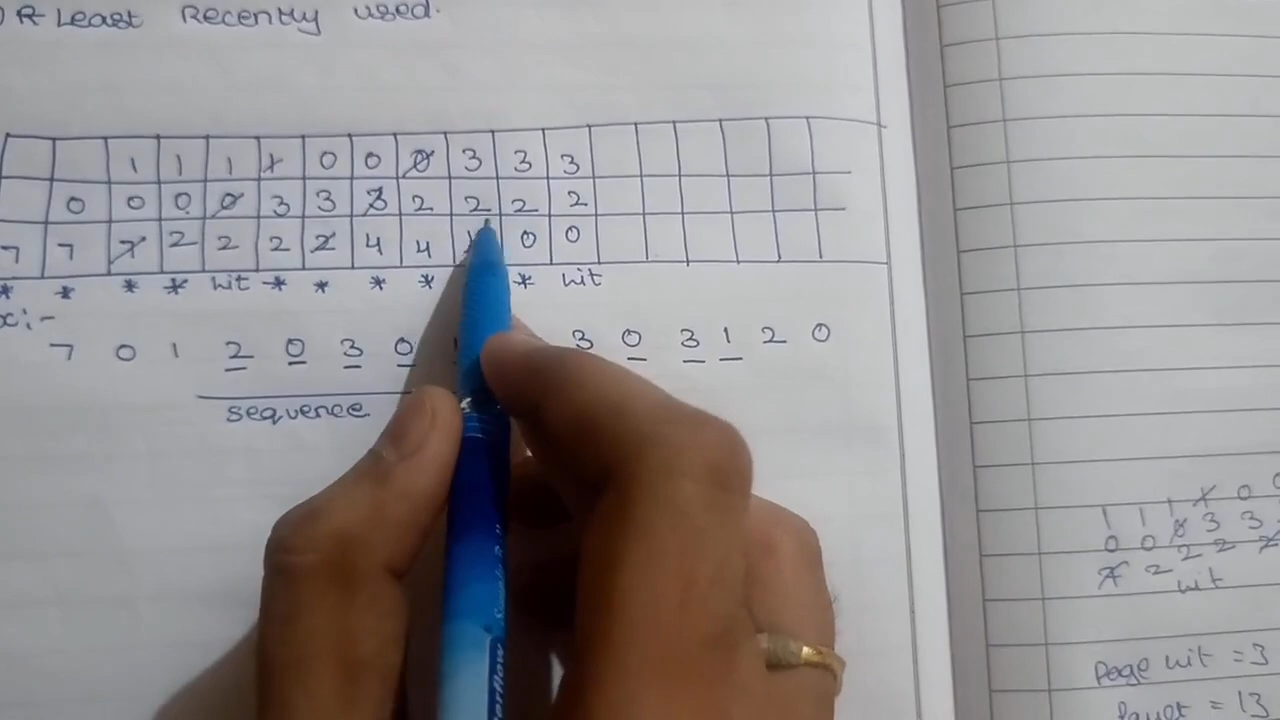 R Least Recently used.
1 1 1 1 0 0 0 3 3 3
0 0 0 0 3 3 3 2 2 2 2
7 7 7 2 2 2 2 4 4 0 0
* * * * hit * * * * * hit
x:-
7 0 1 2 0 3 0 3 0 3 1 2 0
sequence
1 1 1 1 0
0 0 0 3 3
7 2 2 2
hit
Page hit = 3
= 13